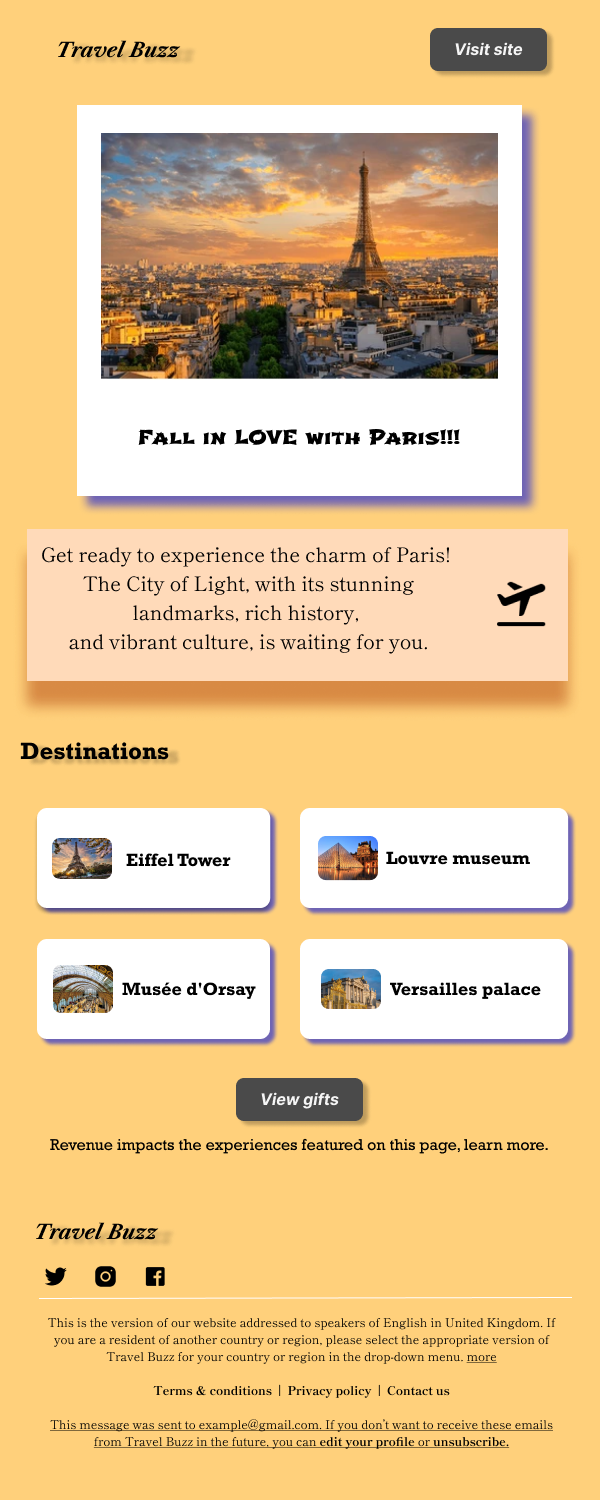 Travel Buzz
Visit site
Fall in LOVE with Paris!!!
Get ready to experience the charm of Paris!
The City of Light, with its stunning
landmarks, rich history,
and vibrant culture, is waiting for you.
Destinations
Eiffel Tower
Louvre museum
Musée d'Orsay
Versailles palace
View gifts
Revenue impacts the experiences featured on this page, learn more.
Travel Buzz
This is the version of our website addressed to speakers of English in United Kingdom. If
you are a resident of another country or region, please select the appropriate version of
Travel Buzz for your country or region in the drop-down menu. more
Terms & conditions | Privacy policy | Contact us
This message was sent to example@gmail.com. If you don't want to receive these emails
from Travel Buzz in the future, you can edit your profile or unsubscribe.